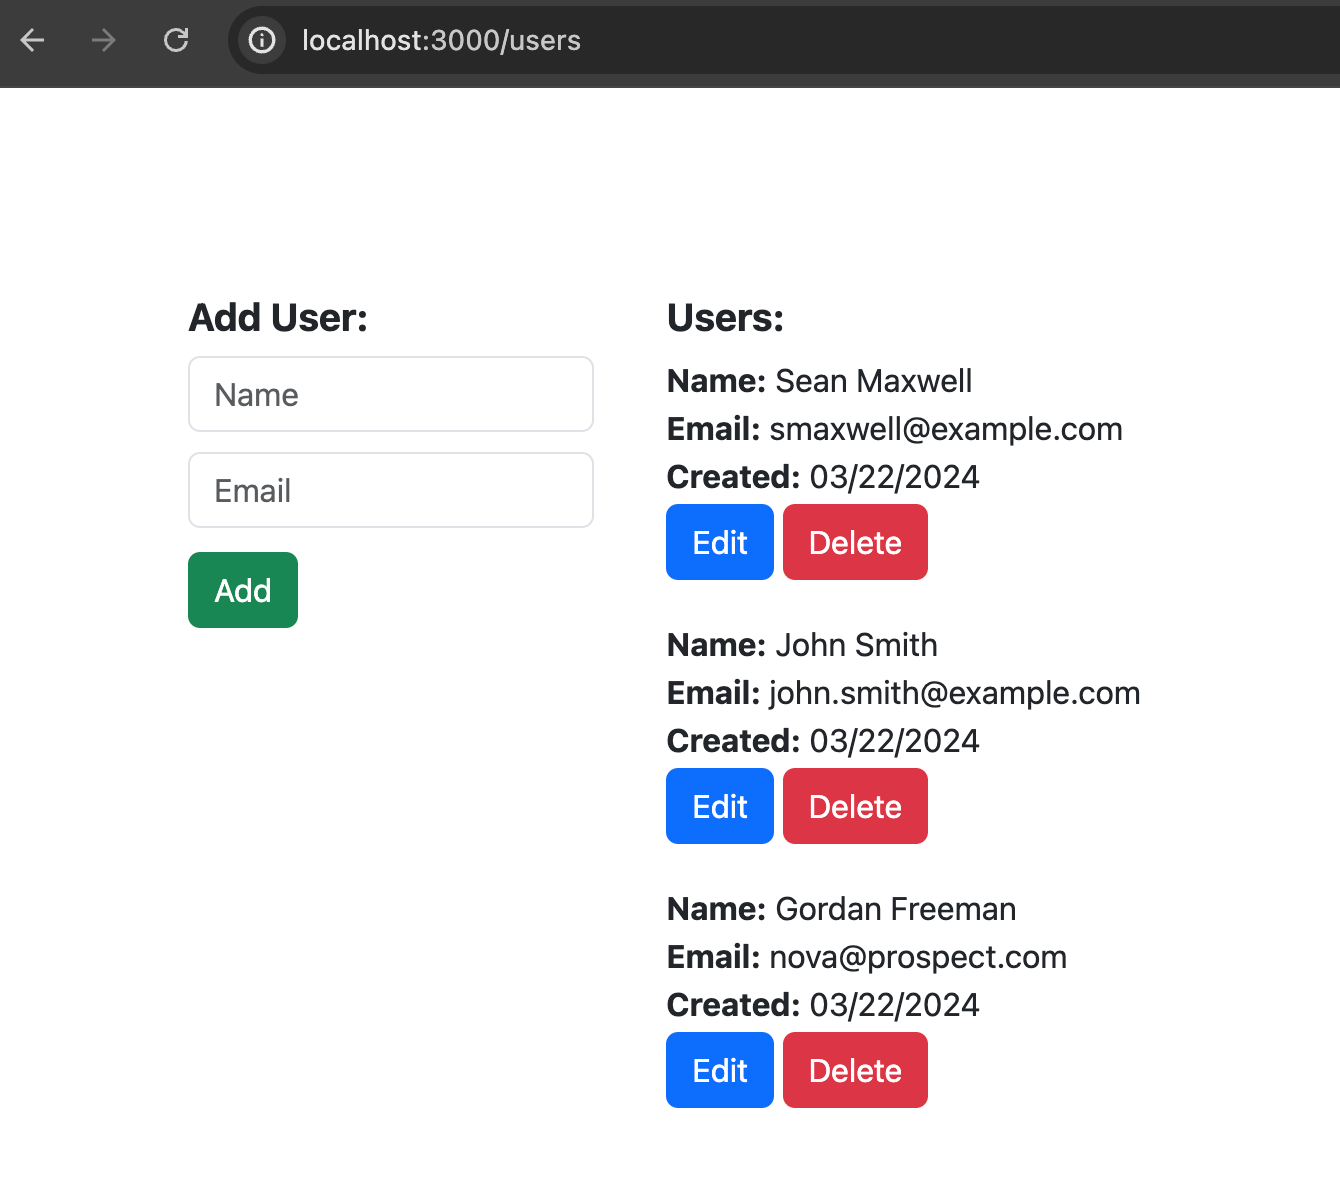 localhost:3000/users
Add User:
Name
Email
Add
Users:
Name: Sean Maxwell
Email: smaxwell@example.com
Created: 03/22/2024
Edit Delete
Name: John Smith
Email: john.smith@example.com
Created: 03/22/2024
Edit Delete
Name: Gordan Freeman
Email: nova@prospect.com
Created: 03/22/2024
Edit Delete